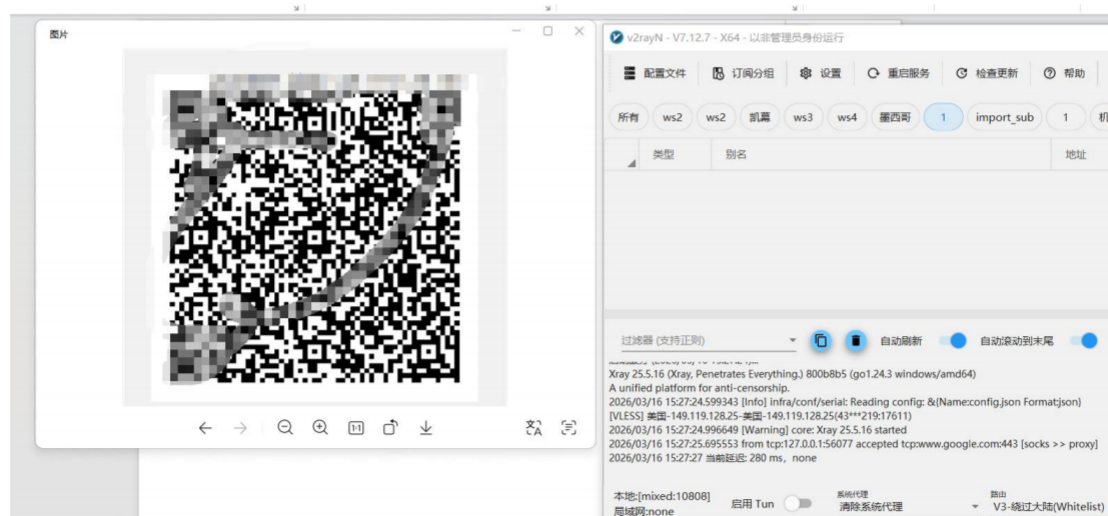 图片
1:1
v2rayN - V7.12.7 - X64 - 以非管理员身份运行
配置文件 订阅分组 设置 重启服务 检查更新 帮助
所有 ws2 ws2 凯幕 ws3 ws4 墨西哥 1 import_sub 1 机
类型 别名 地址
过滤器 (支持正则) 自动刷新 自动滚动到末尾
Xray 25.5.16 (Xray, Penetrates Everything.) 800b8b5 (go1.24.3 windows/amd64)
A unified platform for anti-censorship.
2026/03/16 15:27:24.599343 [Info] infra/conf/serial: Reading config: &{Name:config.json Format:json}
[VLESS] 美国-149.119.128.25-美国-149.119.128.25(43***219:17611)
2026/03/16 15:27:24.996649 [Warning] core: Xray 25.5.16 started
2026/03/16 15:27:25.695553 from tcp:127.0.0.1:56077 accepted tcp:www.google.com:443 [socks >> proxy]
2026/03/16 15:27:27 当前延迟: 280 ms，none
本地:[mixed:10808]
局域网:none
启用 Tun
系统代理
清除系统代理
路由
V3-绕过大陆(Whitelist)